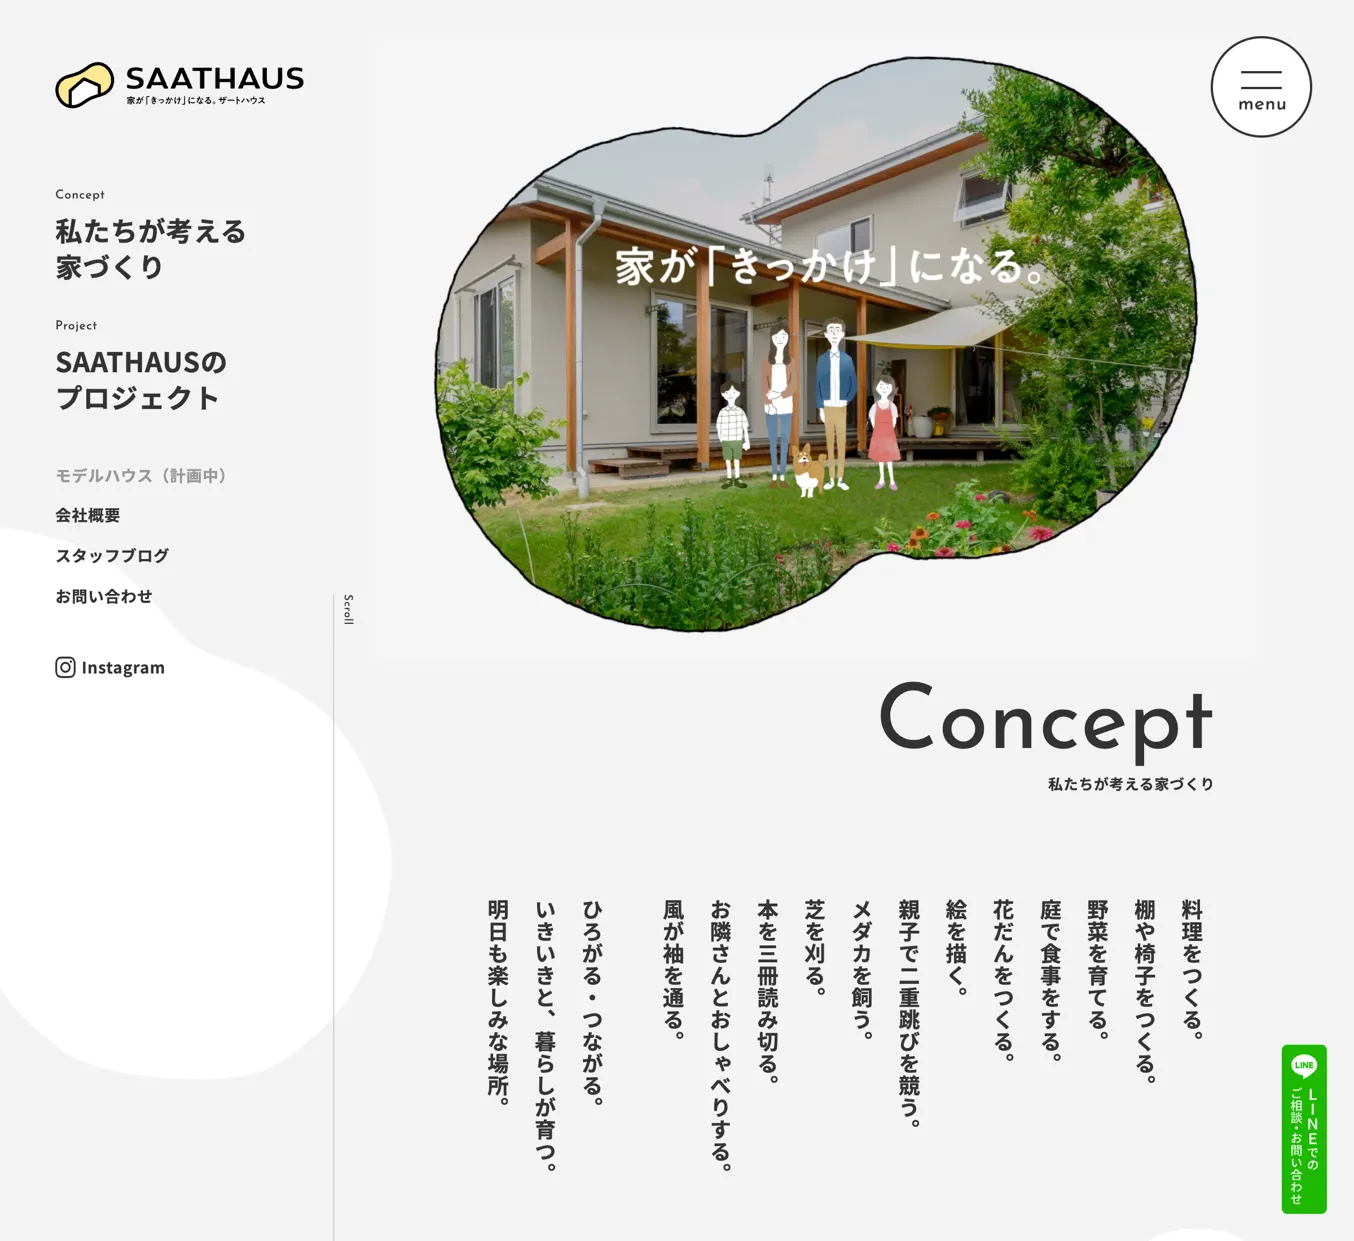 SAATHAUS
家が「きっかけ」になる。ザートハウス
menu
Concept
私たちが考える
家づくり
Project
SAATHAUSの
プロジェクト
モデルハウス（計画中）
会社概要
スタッフブログ
お問い合わせ
Instagram
家が「きっかけ」になる。
Scroll
Concept
私たちが考える家づくり
料理をつくる。
棚や椅子をつくる。
野菜を育てる。
庭で食事をする。
花だんをつくる。
絵を描く。
親子で二重跳びを競う。
メダカを飼う。
芝を刈る。
本を三冊読み切る。
お隣さんとおしゃべりする。
風が袖を通る。
ひろがる・つながる。
いきいきと、暮らしが育つ。
明日も楽しみな場所。
LINE
LINEでの
ご相談・お問い合わせ